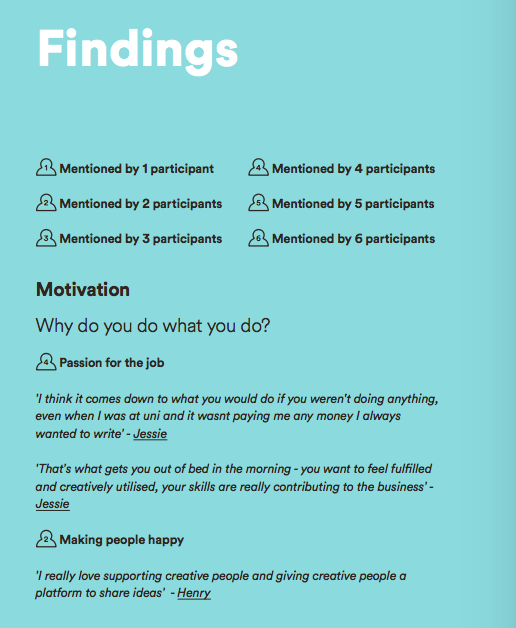 Findings
1 Mentioned by 1 participant
4 Mentioned by 4 participants
2 Mentioned by 2 participants
5 Mentioned by 5 participants
3 Mentioned by 3 participants
6 Mentioned by 6 participants
Motivation
Why do you do what you do?
4 Passion for the job
'I think it comes down to what you would do if you weren't doing anything,
even when I was at uni and it wasnt paying me any money I always
wanted to write' - Jessie
'That's what gets you out of bed in the morning - you want to feel fulfilled
and creatively utilised, your skills are really contributing to the business' -
Jessie
2 Making people happy
'I really love supporting creative people and giving creative people a
platform to share ideas' - Henry